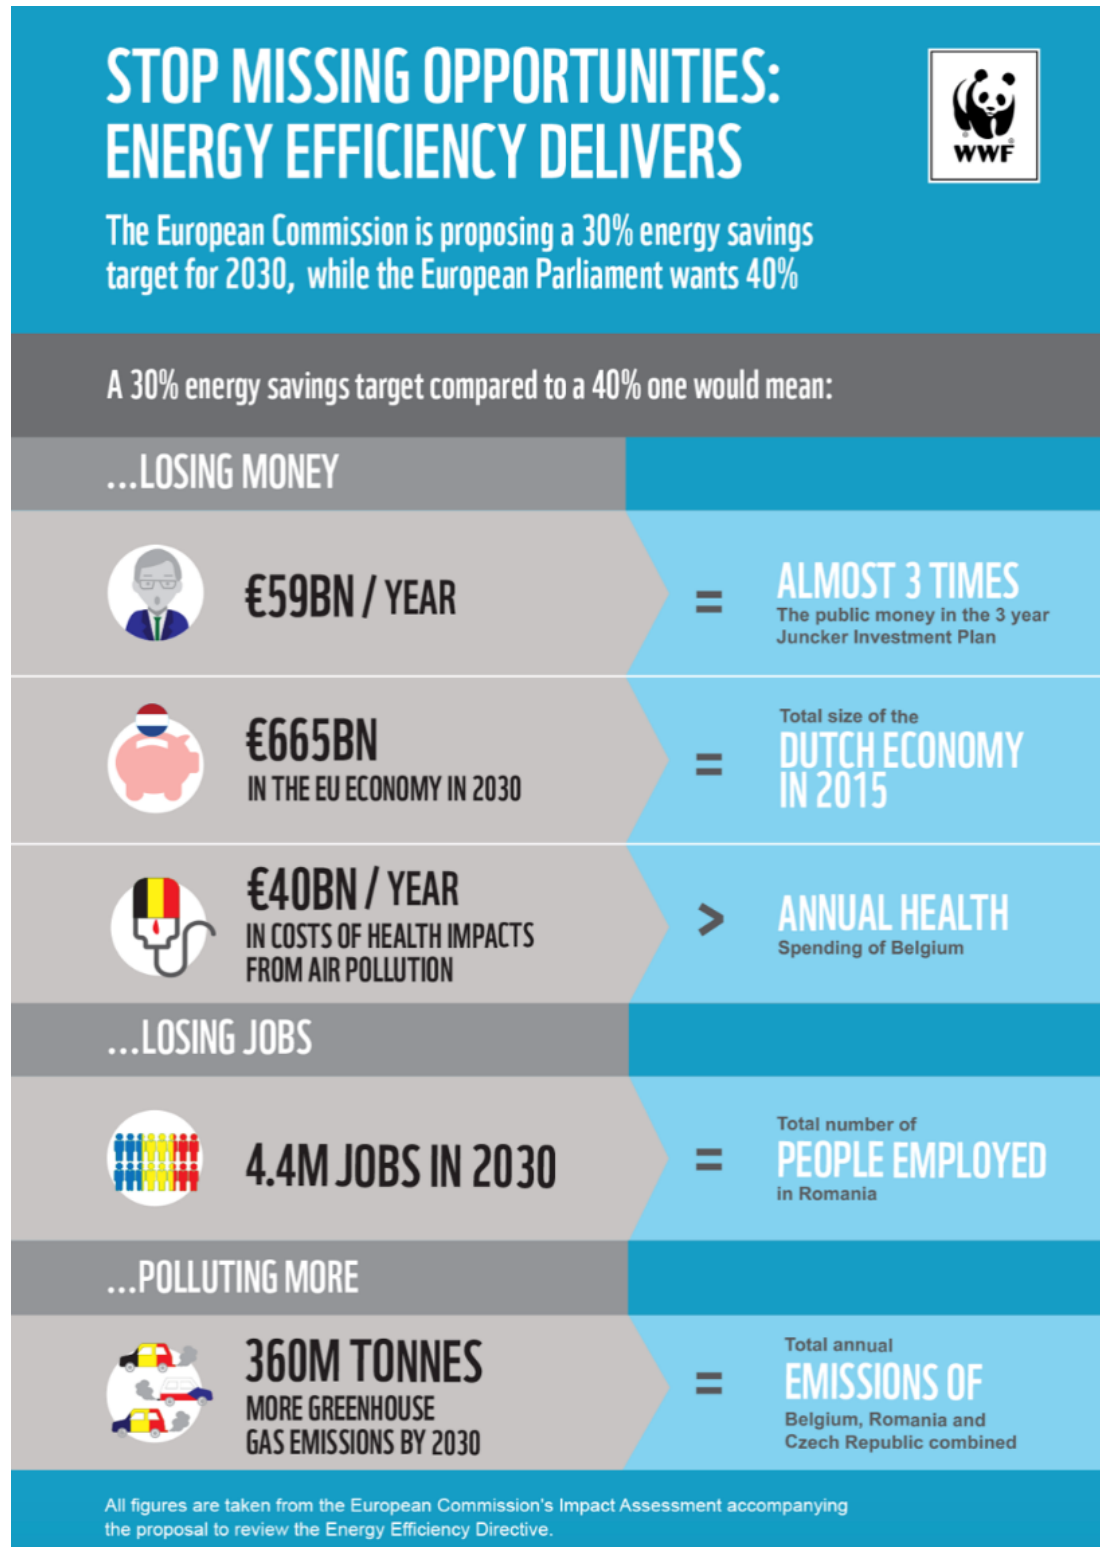 STOP MISSING OPPORTUNITIES:
ENERGY EFFICIENCY DELIVERS
WWF
The European Commission is proposing a 30% energy savings
target for 2030, while the European Parliament wants 40%
A 30% energy savings target compared to a 40% one would mean:
...LOSING MONEY
€59BN / YEAR
=
ALMOST 3 TIMES
The public money in the 3 year
Juncker Investment Plan
€665BN
IN THE EU ECONOMY IN 2030
=
Total size of the
DUTCH ECONOMY
IN 2015
€40BN / YEAR
IN COSTS OF HEALTH IMPACTS
FROM AIR POLLUTION
>
ANNUAL HEALTH
Spending of Belgium
...LOSING JOBS
4.4M JOBS IN 2030
=
Total number of
PEOPLE EMPLOYED
in Romania
...POLLUTING MORE
360M TONNES
MORE GREENHOUSE
GAS EMISSIONS BY 2030
=
Total annual
EMISSIONS OF
Belgium, Romania and
Czech Republic combined
All figures are taken from the European Commission's Impact Assessment accompanying
the proposal to review the Energy Efficiency Directive.